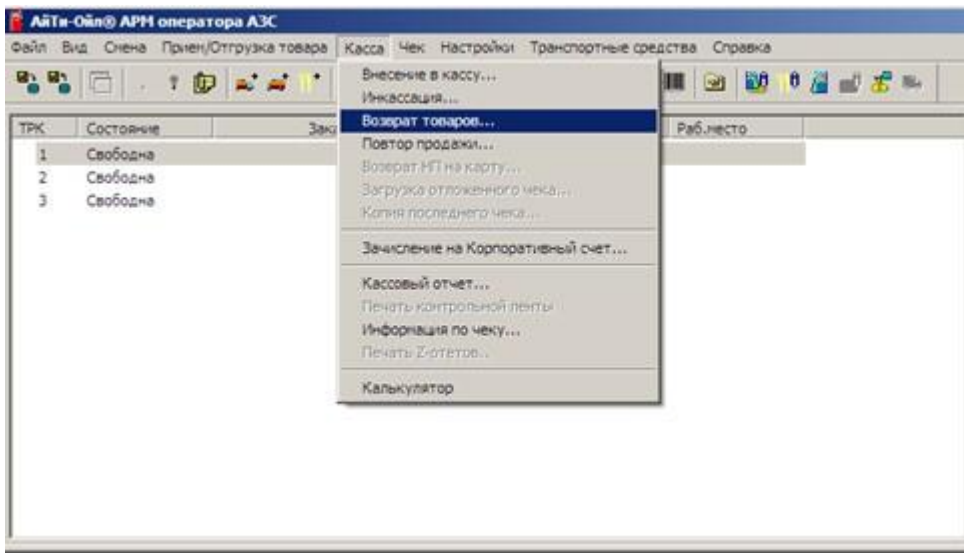 АйТи-Ойл® АРМ оператора АЗС
Файл Вид Смена Прием/Отгрузка товара Касса Чек Настройки Транспортные средства Справка
Внесение в кассу...
Инкассация...
Возврат товаров...
Повтор продажи...
Возврат НП на карту...
Загрузка отложенного чека...
Копия последнего чека...
Зачисление на Корпоративный счет...
Кассовый отчет...
Печать контрольной ленты
Информация по чеку...
Печать Z-отетов...
Калькулятор
ТРК Состояние Зака Раб.место
1 Свободна
2 Свободна
3 Свободна